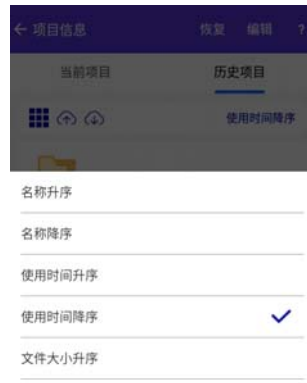 项目信息 恢复 编辑 ?
当前项目 历史项目
使用时间降序
名称升序
名称降序
使用时间升序
使用时间降序
文件大小升序